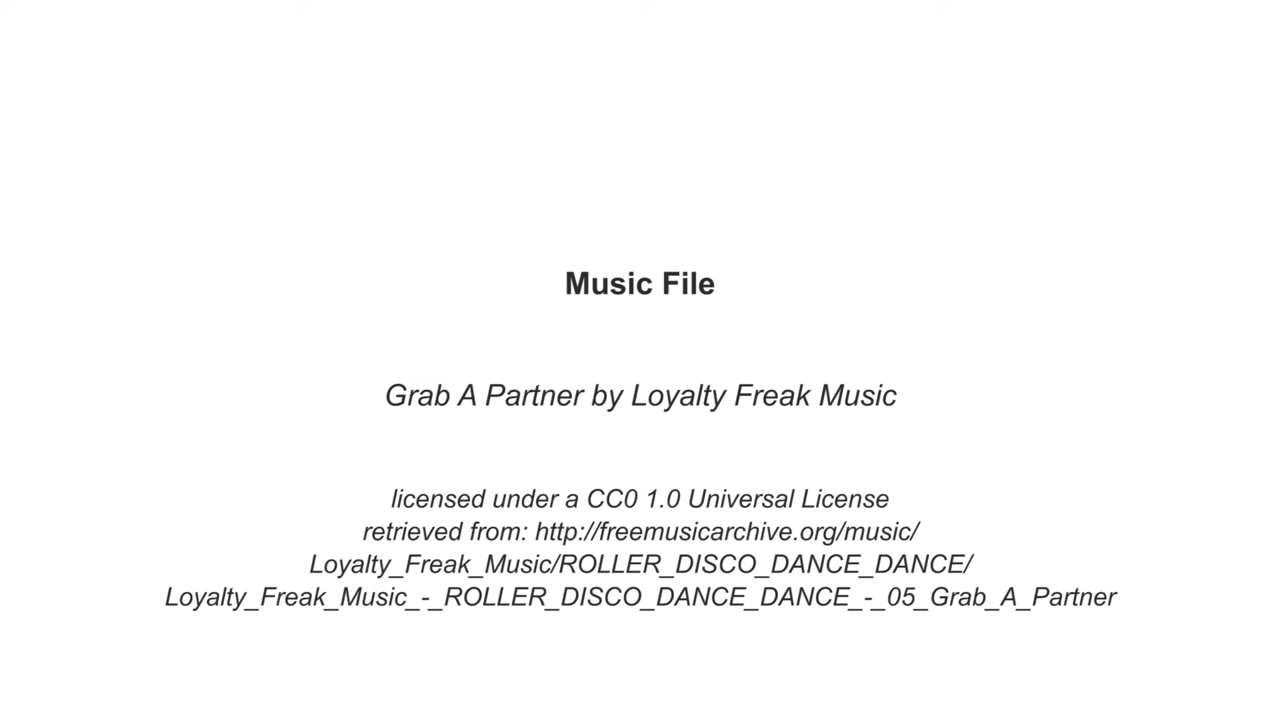 Music File
Grab A Partner by Loyalty Freak Music
licensed under a CC0 1.0 Universal License
retrieved from: http://freemusicarchive.org/music/
Loyalty_Freak_Music/ROLLER_DISCO_DANCE_DANCE/
Loyalty_Freak_Music_-_ROLLER_DISCO_DANCE_DANCE_-_05_Grab_A_Partner